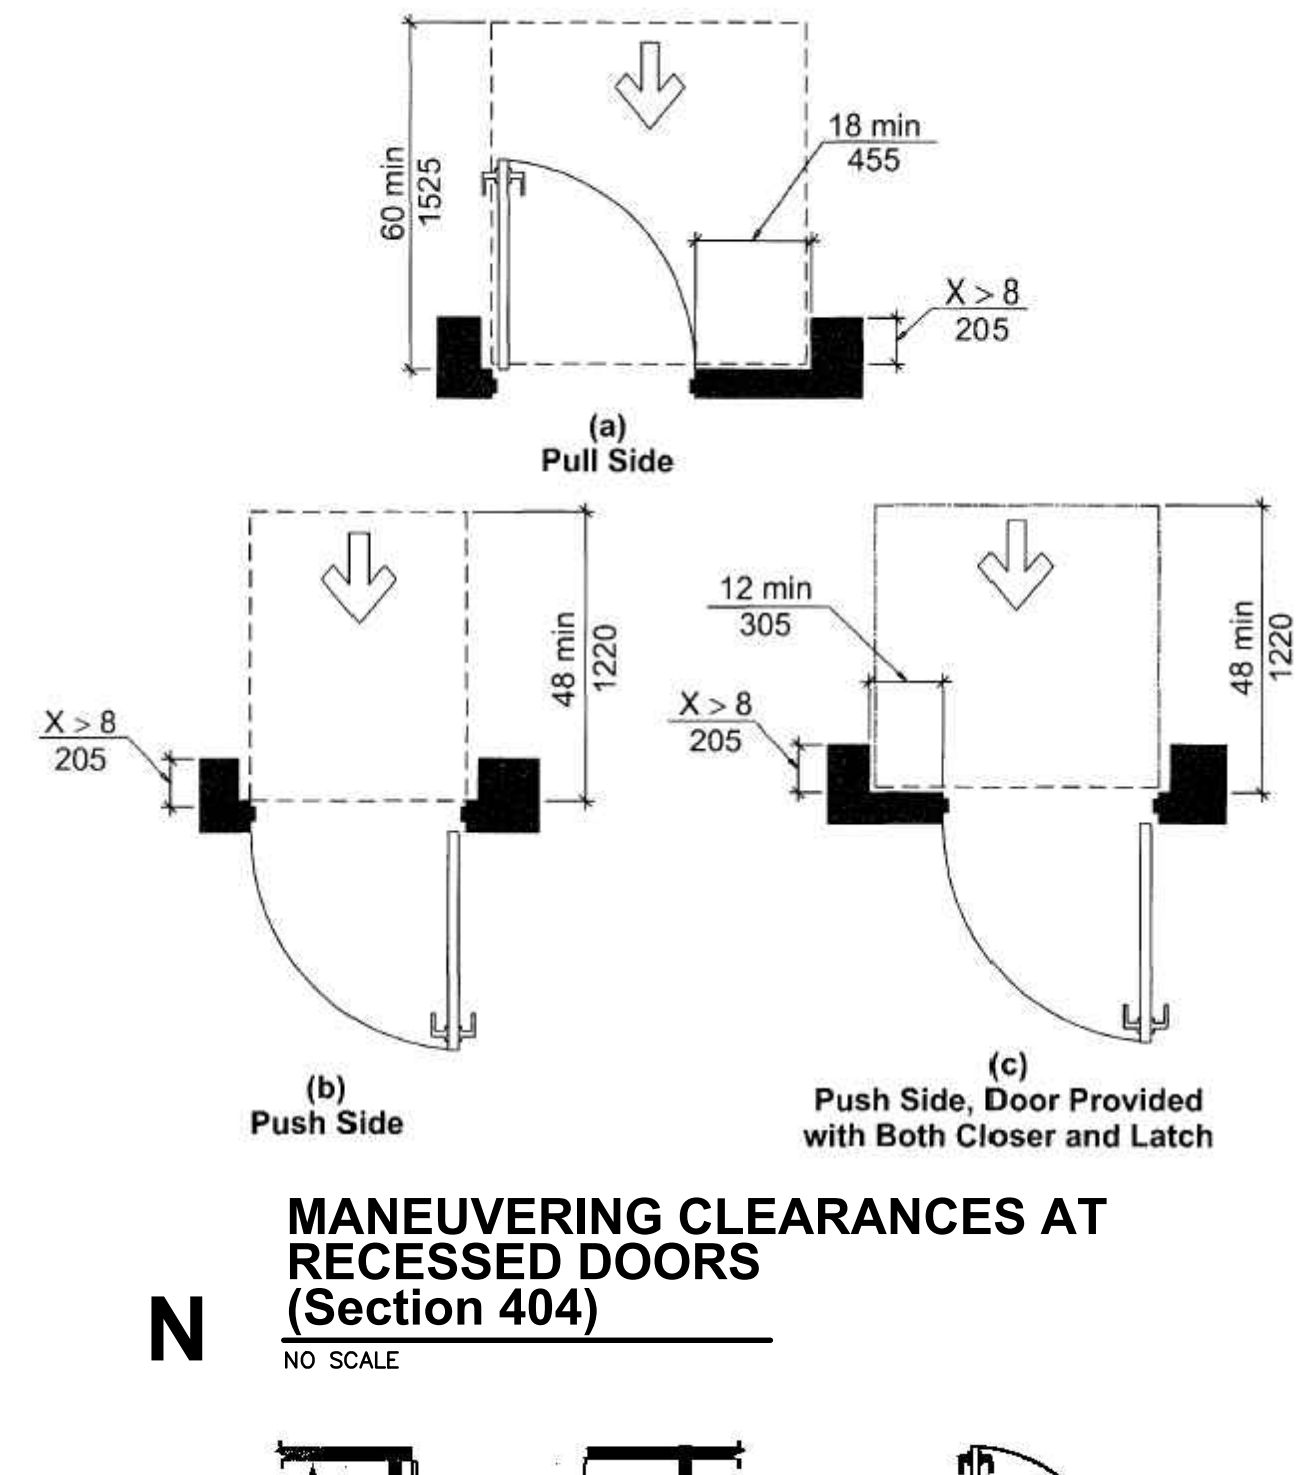 60 min
1525
18 min
455
X > 8
205
(a)
Pull Side
X > 8
205
48 min
1220
(b)
Push Side
12 min
305
X > 8
205
48 min
1220
(c)
Push Side, Door Provided
with Both Closer and Latch
MANEUVERING CLEARANCES AT
RECESSED DOORS
(Section 404)
N
NO SCALE